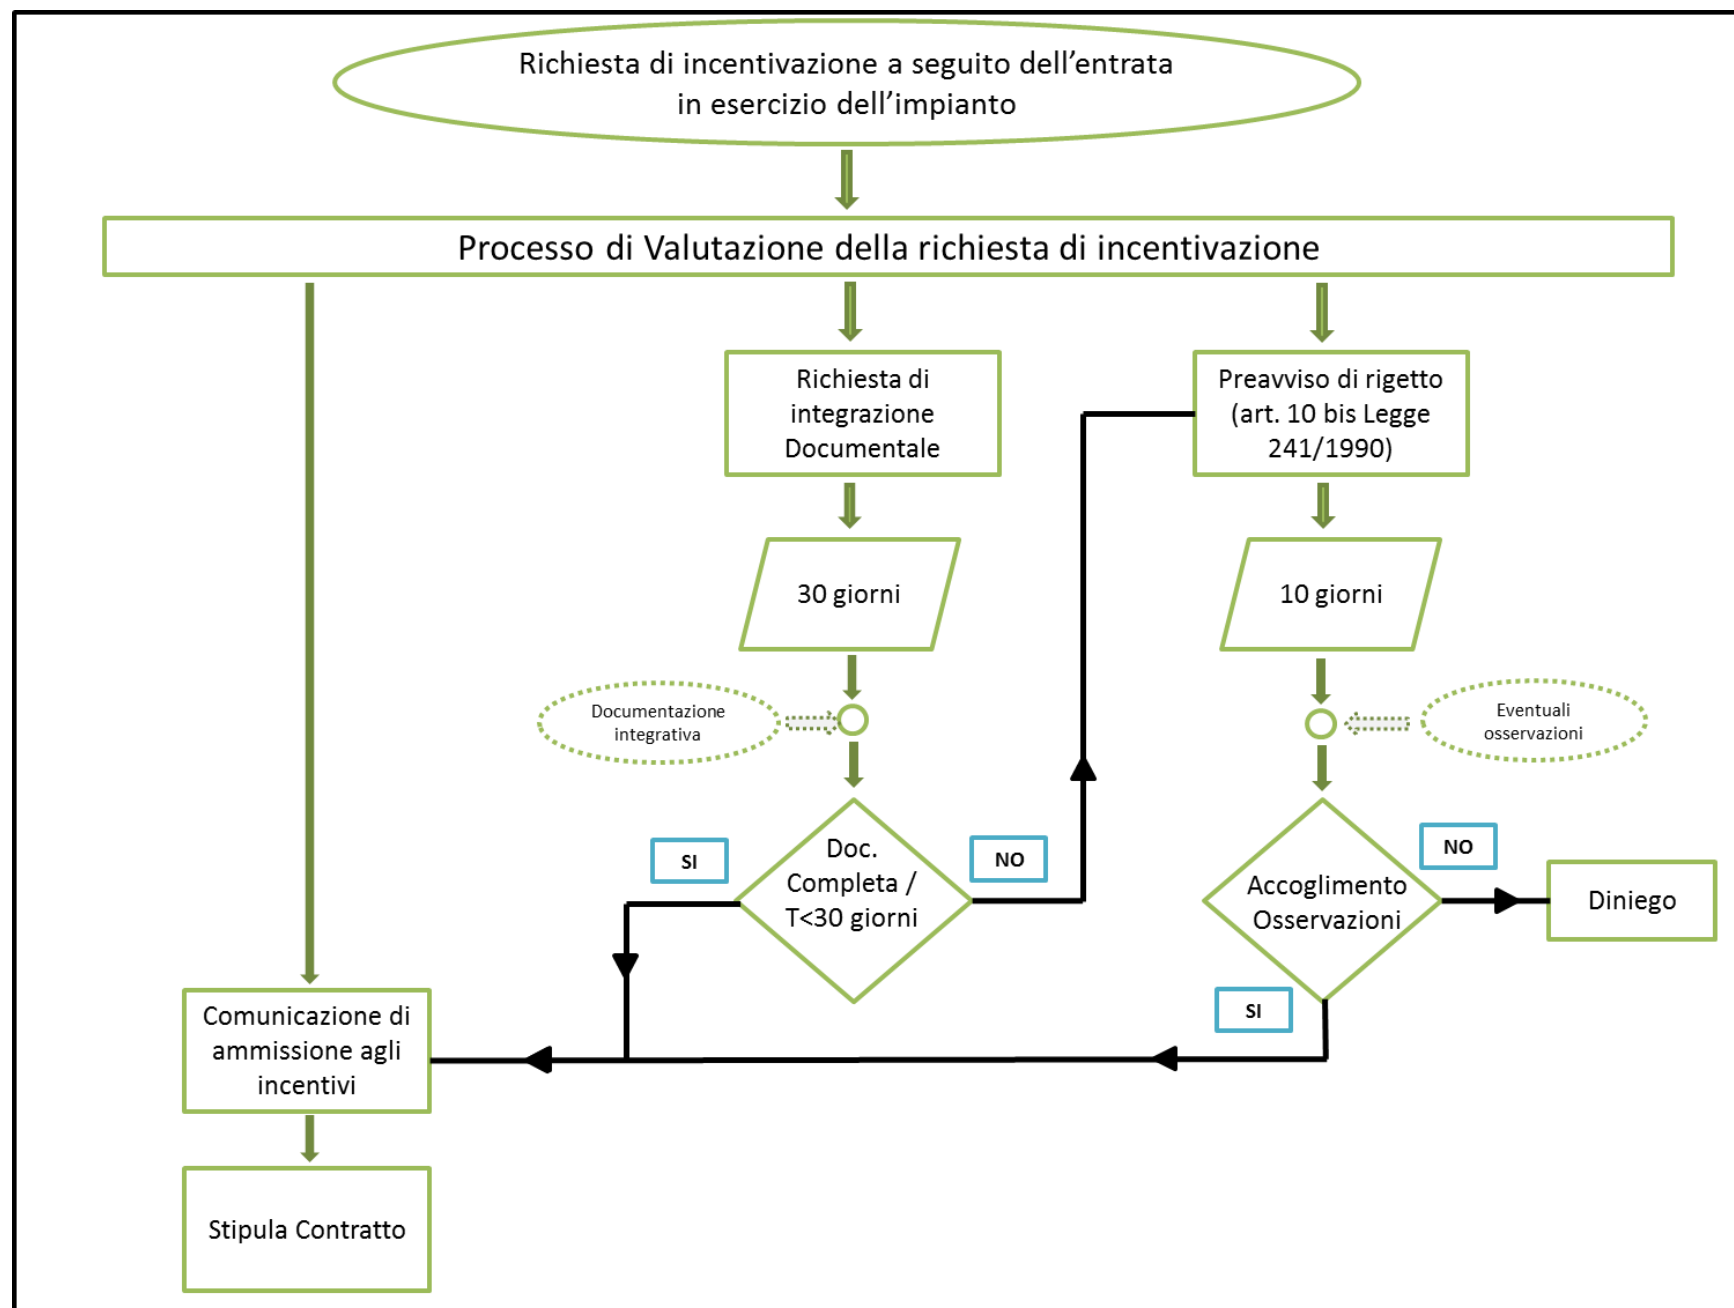 Richiesta di incentivazione a seguito dell’entrata
in esercizio dell’impianto
Processo di Valutazione della richiesta di incentivazione
Richiesta di
integrazione
Documentale
Preavviso di rigetto
(art. 10 bis Legge
241/1990)
30 giorni
10 giorni
Documentazione
integrativa
Eventuali
osservazioni
SI
Doc.
Completa /
T<30 giorni
NO
Accoglimento
Osservazioni
NO
Diniego
SI
Comunicazione di
ammissione agli
incentivi
Stipula Contratto